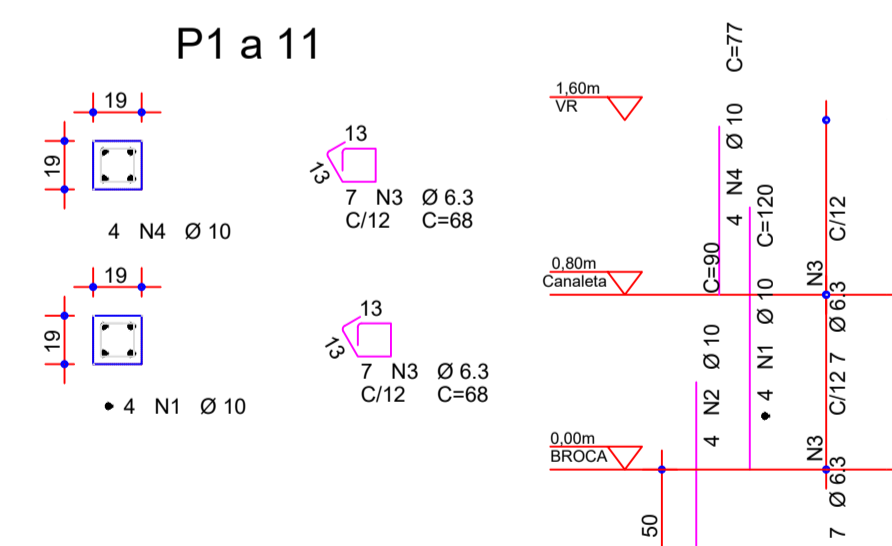 P1 a 11
19
19
4 N4 Ø 10
13
13
7 N3 Ø 6.3
C/12 C=68
19
19
4 N1 Ø 10
13
13
7 N3 Ø 6.3
C/12 C=68
1,60m
VR
0,80m
Canaleta
0,00m
BROCA
50
4 N2 Ø 10 C=90
4 N4 Ø 10 C=77
4 N1 Ø 10 C=120
N3 C/12
7 Ø 6.3
N3 C/12
7 Ø 6.3